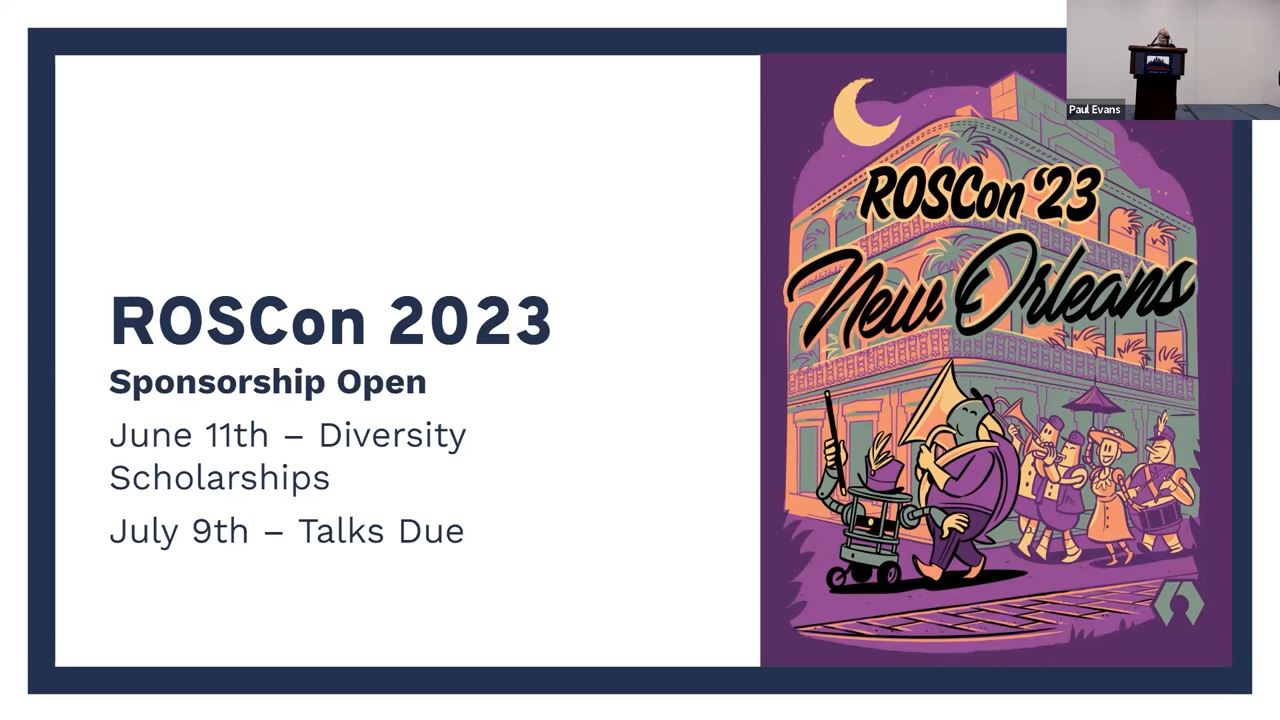 ROSCon 2023
Sponsorship Open
June 11th – Diversity
Scholarships
July 9th – Talks Due
ROSCon ‘23
New Orleans
Paul Evans